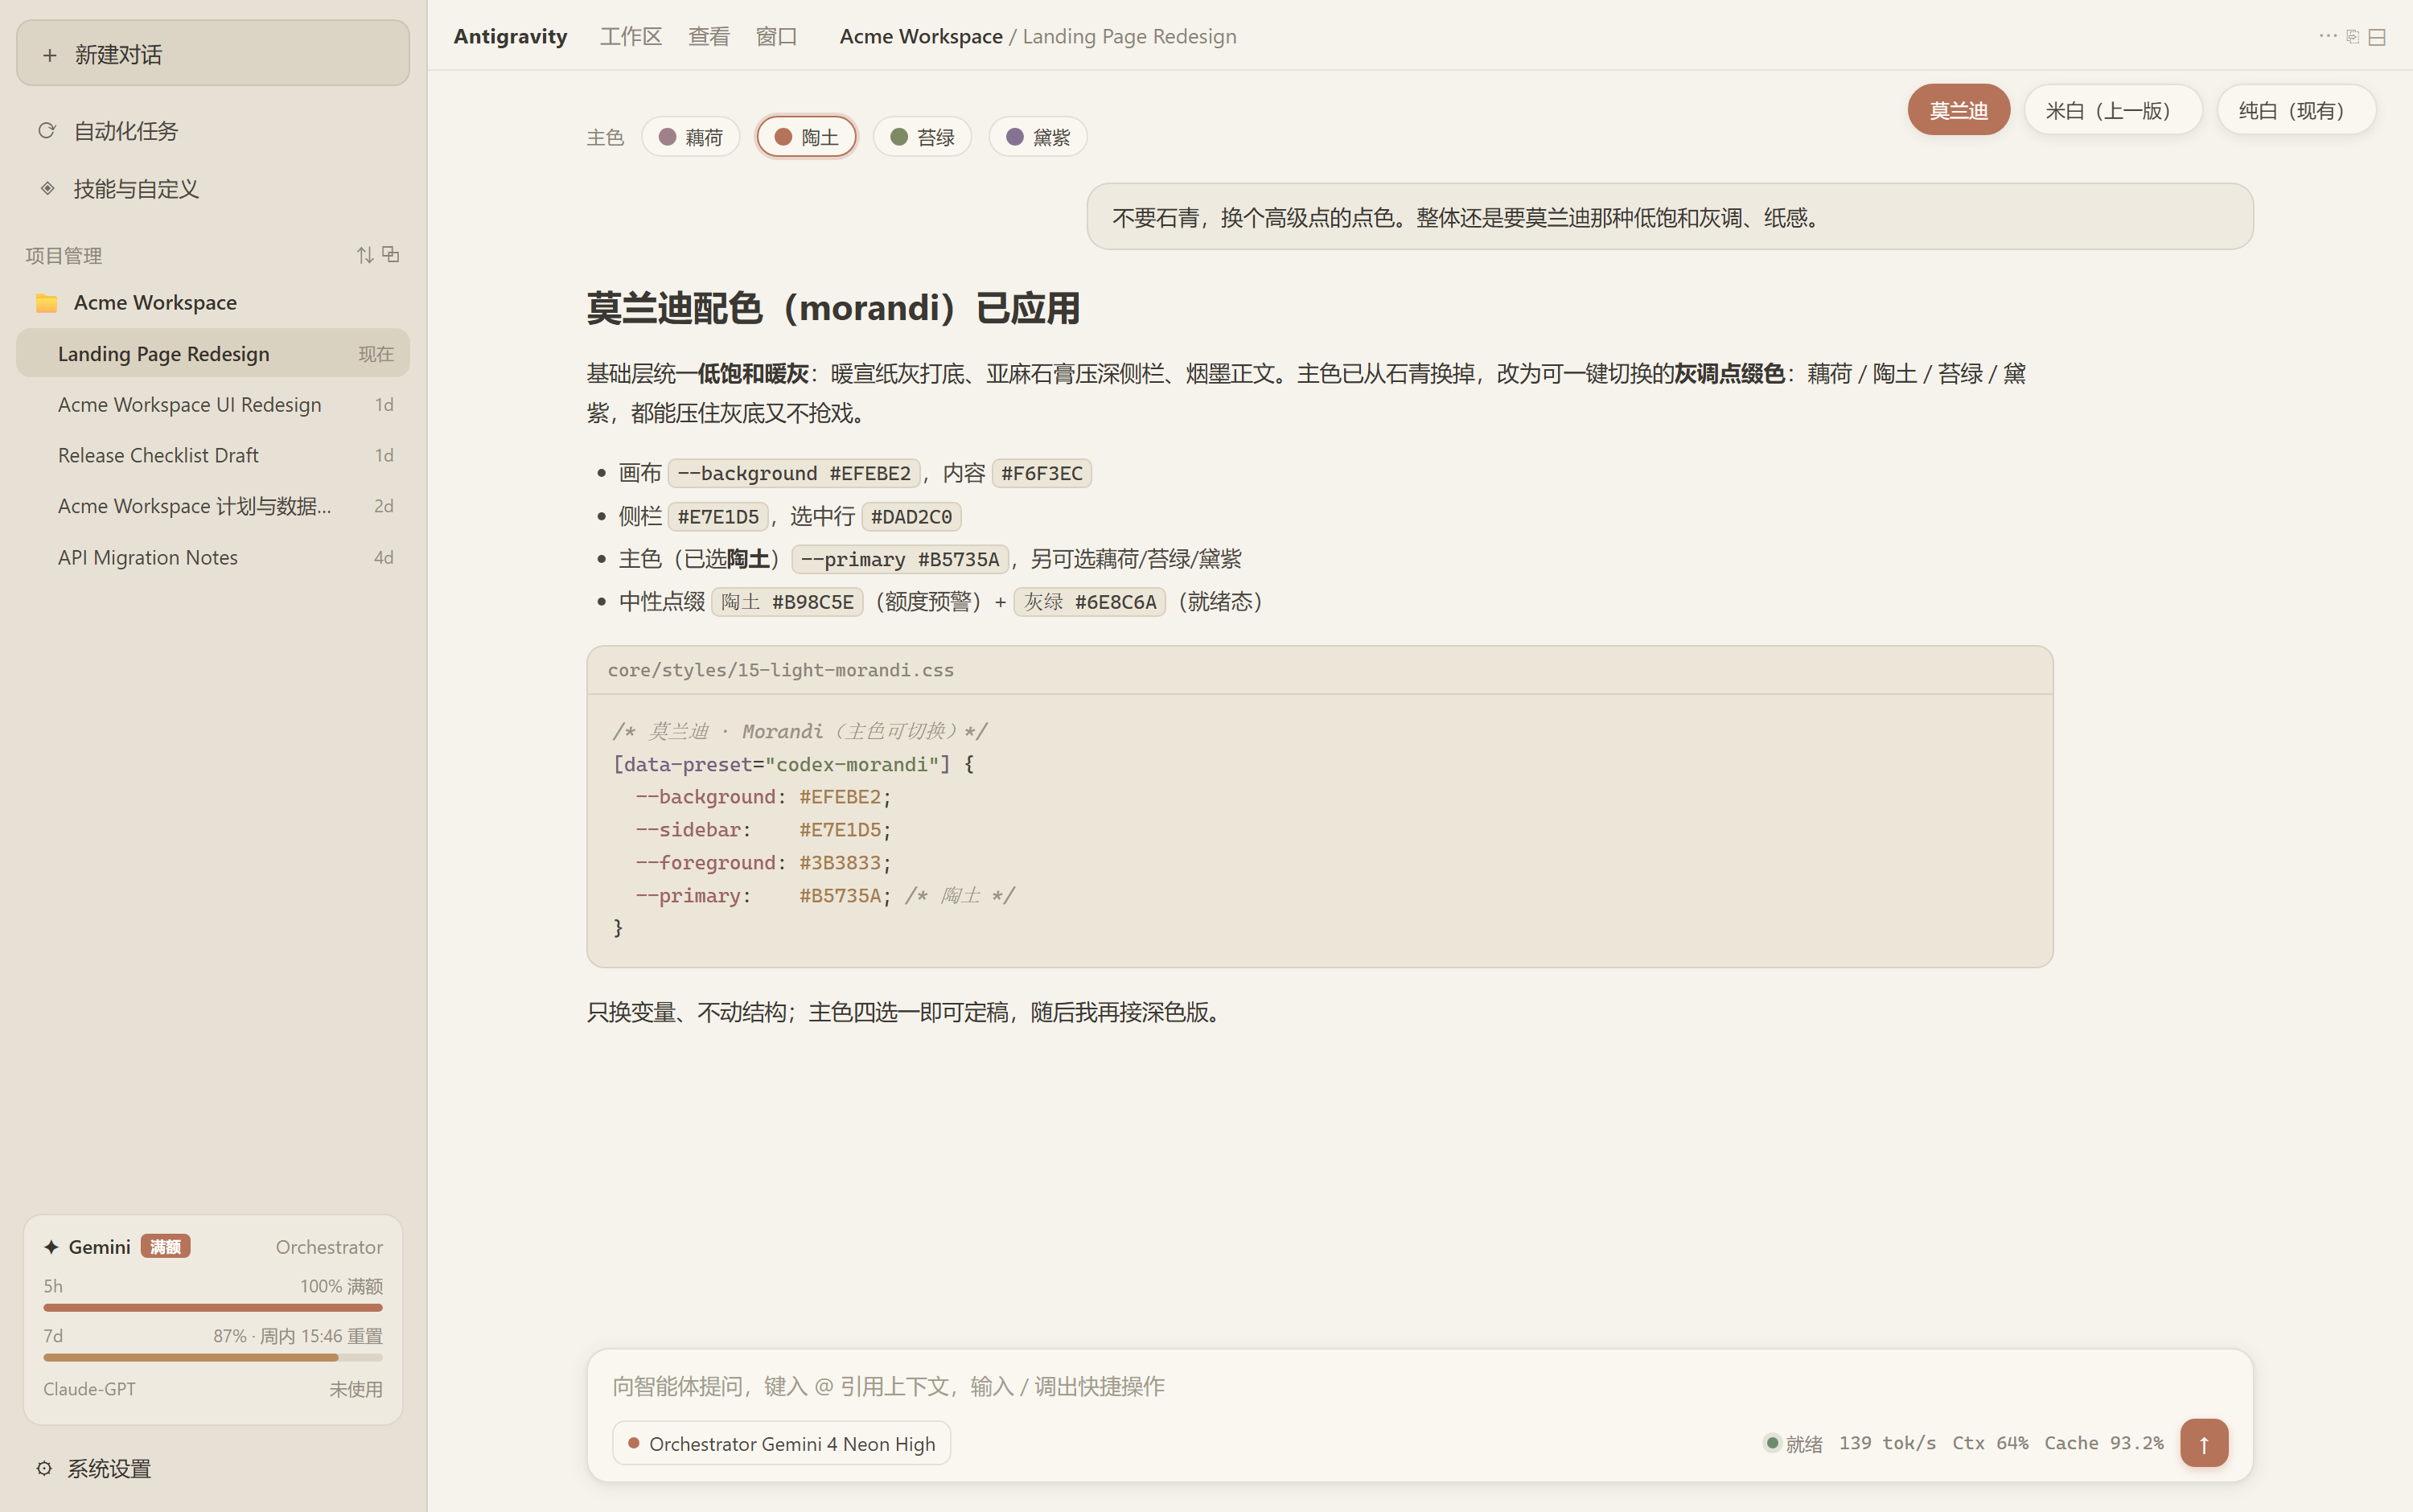 + 新建对话
自动化任务
技能与自定义
项目管理
Acme Workspace
Landing Page Redesign 现在
Acme Workspace UI Redesign 1d
Release Checklist Draft 1d
Acme Workspace 计划与数据... 2d
API Migration Notes 4d
Gemini 满额 Orchestrator
5h 100% 满额
7d 87% · 周内 15:46 重置
Claude-GPT 未使用
系统设置
Antigravity 工作区 查看 窗口 Acme Workspace / Landing Page Redesign
莫兰迪 米白（上一版） 纯白（现有）
主色 藕荷 陶土 苔绿 黛紫
不要石青，换个高级点的点色。整体还是要莫兰迪那种低饱和灰调、纸感。
莫兰迪配色（morandi）已应用
基础层统一低饱和暖灰：暖宣纸灰打底、亚麻石膏压深侧栏、烟墨正文。主色已从石青换掉，改为可一键切换的灰调点缀色：藕荷 / 陶土 / 苔绿 / 黛
紫，都能压住灰底又不抢戏。
• 画布 --background #EFEBE2，内容 #F6F3EC
• 侧栏 #E7E1D5，选中行 #DAD2C0
• 主色（已选陶土）--primary #B5735A，另可选藕荷/苔绿/黛紫
• 中性点缀 陶土 #B98C5E（额度预警）+ 灰绿 #6E8C6A（就绪态）
core/styles/15-light-morandi.css
/* 莫兰迪 · Morandi（主色可切换）*/
[data-preset="codex-morandi"] {
--background: #EFEBE2;
--sidebar: #E7E1D5;
--foreground: #3B3833;
--primary: #B5735A; /* 陶土 */
}
只换变量、不动结构；主色四选一即可定稿，随后我再接深色版。
向智能体提问，键入 @ 引用上下文，输入 / 调出快捷操作
Orchestrator Gemini 4 Neon High 就绪 139 tok/s Ctx 64% Cache 93.2% ↑